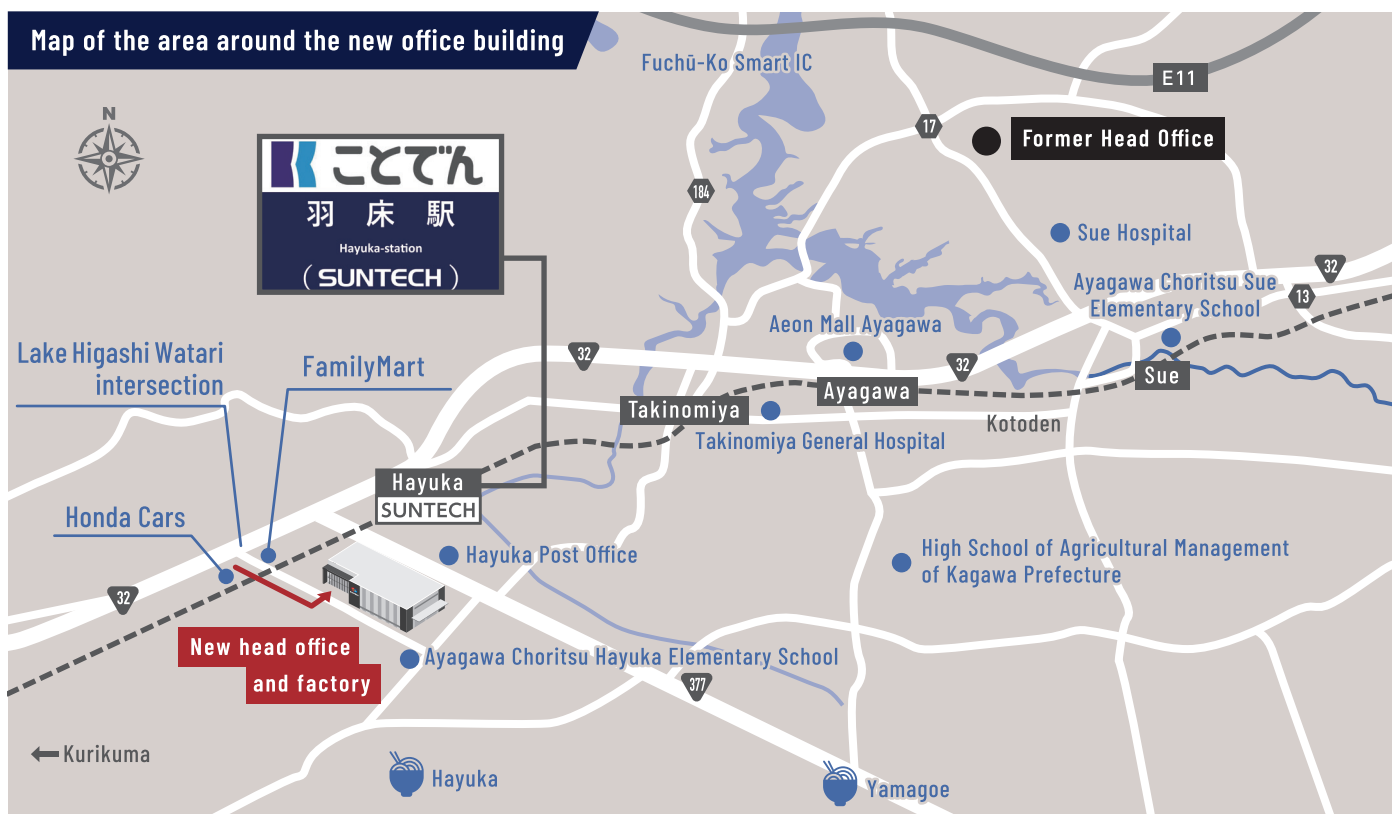 Map of the area around the new office building
Fuchū-Ko Smart IC
E11
N
17
Former Head Office
ことでん
184
羽床駅
Hayuka-station
(SUNTECH)
Sue Hospital
32
Ayagawa Choritsu Sue
Elementary School
13
Aeon Mall Ayagawa
Lake Higashi Watari
intersection
FamilyMart
32
32
Sue
Ayagawa
Takinomiya
Kotoden
Takinomiya General Hospital
Hayuka
SUNTECH
Honda Cars
Hayuka Post Office
High School of Agricultural Management
of Kagawa Prefecture
32
New head office
and factory
Ayagawa Choritsu Hayuka Elementary School
377
Kurikuma
Hayuka
Yamagoe